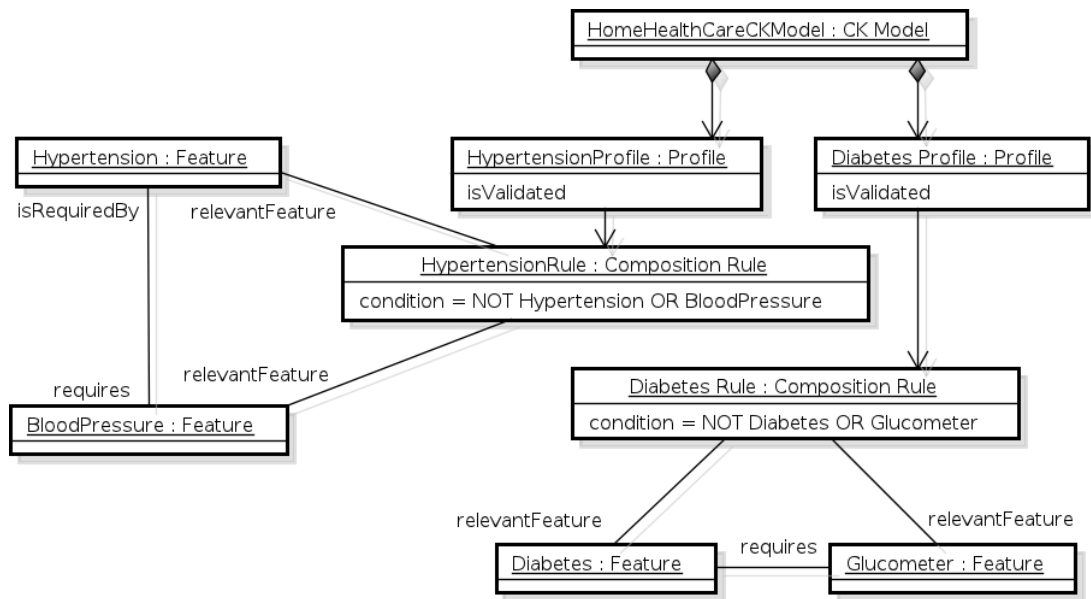 HomeHealthCareCKModel : CK Model
Hypertension : Feature
HypertensionProfile : Profile
isValidated
Diabetes Profile : Profile
isValidated
isRequiredBy
relevantFeature
HypertensionRule : Composition Rule
condition = NOT Hypertension OR BloodPressure
requires
relevantFeature
BloodPressure : Feature
Diabetes Rule : Composition Rule
condition = NOT Diabetes OR Glucometer
relevantFeature
relevantFeature
requires
Diabetes : Feature
Glucometer : Feature